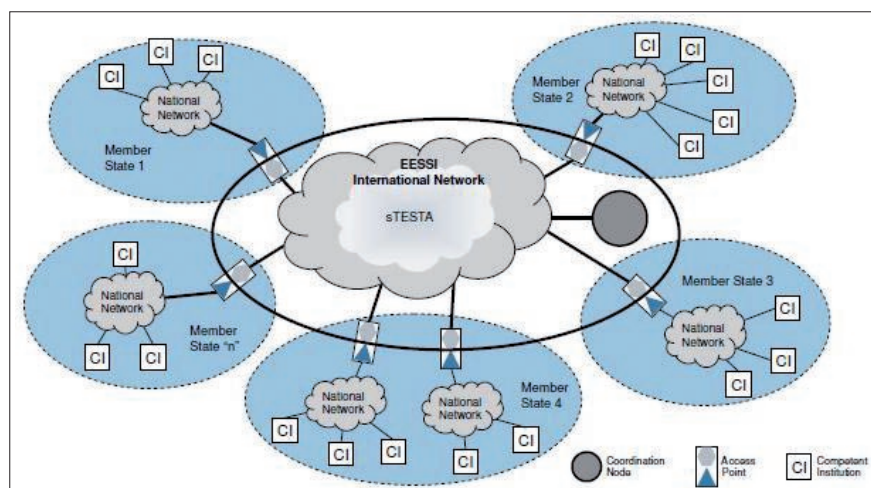 CI
CI
CI
National
Network
Member
State 1
Member
State 2
National
Network
CI
CI
CI
CI
CI
EESSI
International Network
sTESTA
CI
National
Network
CI
CI
Member
State "n"
Member State 3
National
Network
CI
CI
CI
National
Network
CI
CI
CI
National
Network
CI
CI
Member
State 4
Coordination
Node
Access
Point
CI
Competent
Institution